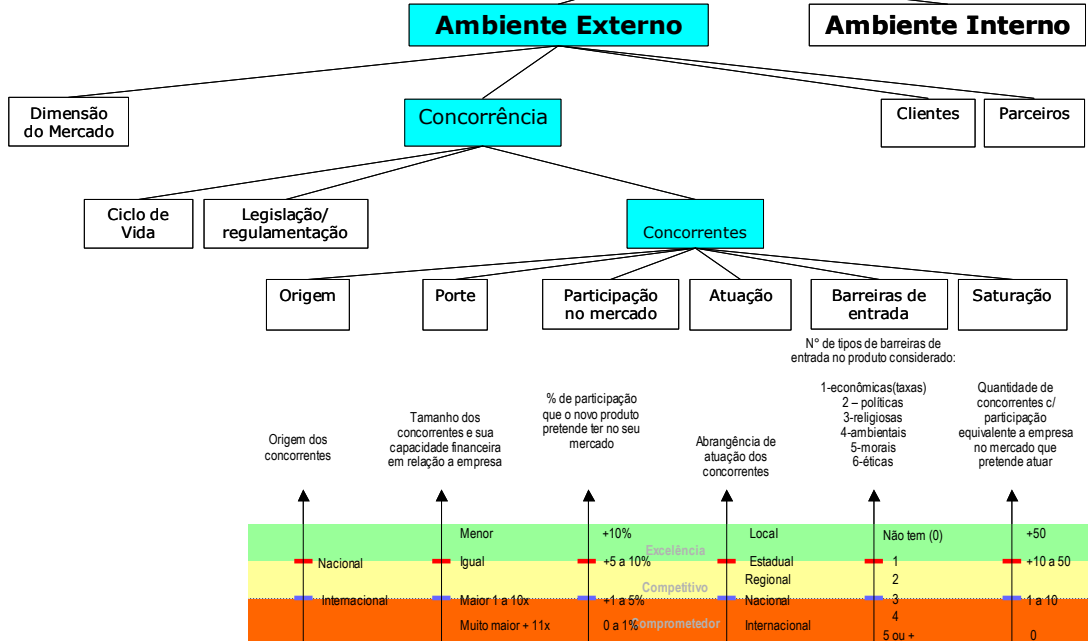 Ambiente Externo
Ambiente Interno
Dimensão
do Mercado
Concorrência
Clientes
Parceiros
Ciclo de
Vida
Legislação/
regulamentação
Concorrentes
Origem
Porte
Participação
no mercado
Atuação
Barreiras de
entrada
Saturação
Origem dos
concorrentes
Tamanho dos
concorrentes e sua
capacidade financeira
em relação a empresa
% de participação
que o novo produto
pretende ter no seu
mercado
Abrangência de
atuação dos
concorrentes
N° de tipos de barreiras de
entrada no produto considerado:
1-econômicas(taxas)
2 – políticas
3-religiosas
4-ambientais
5-morais
6-éticas
Quantidade de
concorrentes c/
participação
equivalente a empresa
no mercado que
pretende atuar
Menor
+10%
Local
Não tem (0)
+50
Excelência
Nacional
Igual
+5 a 10%
Estadual
1
+10 a 50
Regional
2
Competitivo
Internacional
Maior 1 a 10x
+1 a 5%
Nacional
3
1 a 10
4
Muito maior + 11x
0 a 1%
Comprometedor
Internacional
5 ou +
0